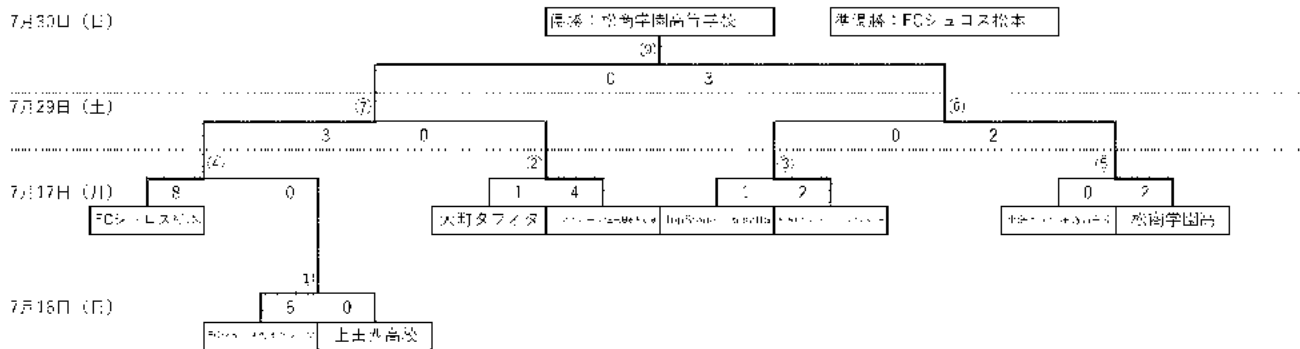 7月30日（日）
優勝：松商学園高等学校
準優勝：FCシュロス松本
(9)
0 3
7月29日（土）
(7)
(6)
3 0
0 2
(4)
(2)
(3)
(5)
7月17日（月）
8 0
1 4
1 2
0 2
FCシュロス松本
大町タフィタ
松商学園高
1)
7月16日（日）
6 0
上田西高校